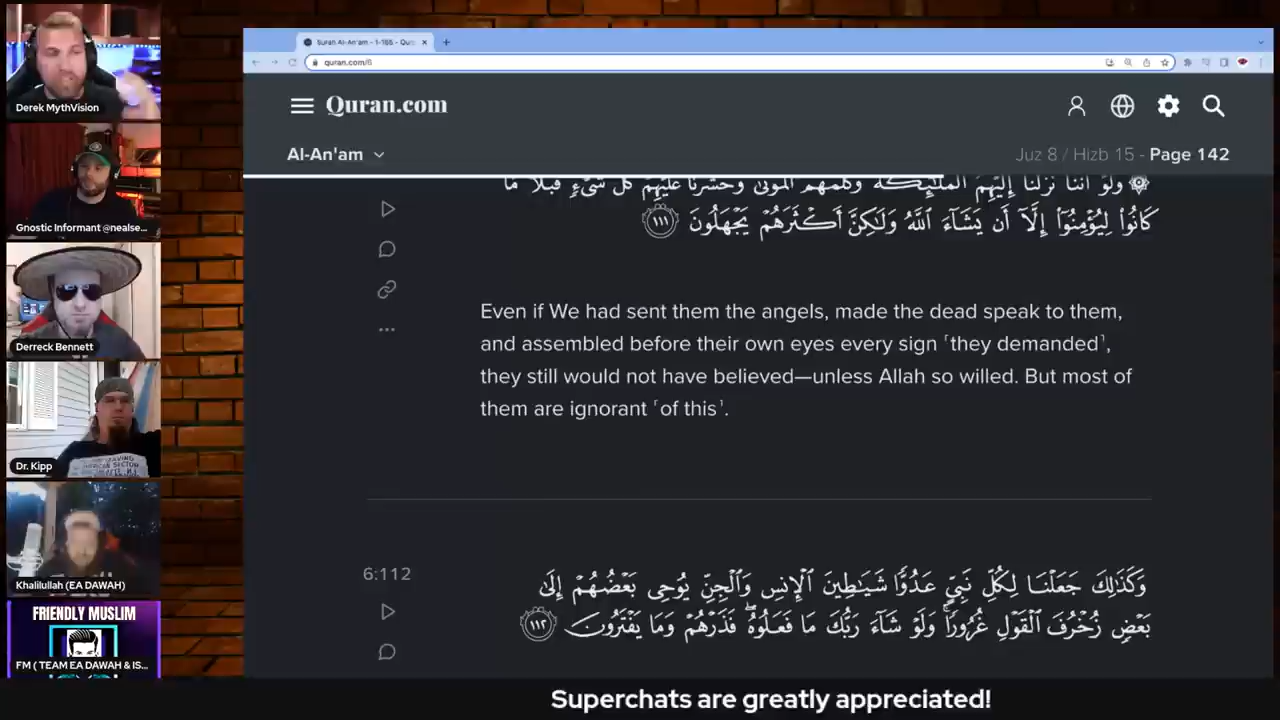 Derek MythVision
Gnostic Informant @nealse...
Derreck Bennett
Dr. Kipp
Khalilullah (EA DAWAH)
FRIENDLY MUSLIM
FM ( TEAM EA DAWAH & IS...
Surah Al-An'am - 1-165 - Qur
quran.com/6
Quran.com
Al-An'am
Juz 8 / Hizb 15 - Page 142
۞ وَلَوْ أَنَّنَا نَزَّلْنَآ إِلَيْهِمُ ٱلْمَلَـٰٓئِكَةَ وَكَلَّمَهُمُ ٱلْمَوْتَىٰ وَحَشَرْنَا عَلَيْهِمْ كُلَّ شَىْءٍ قُبُلًا مَّا
كَانُوا۟ لِيُؤْمِنُوٓا۟ إِلَّآ أَن يَشَآءَ ٱللَّهُ وَلَـٰكِنَّ أَكْثَرَهُمْ يَجْهَلُونَ ١١١
Even if We had sent them the angels, made the dead speak to them,
and assembled before their own eyes every sign ˹they demanded˺,
they still would not have believed—unless Allah so willed. But most of
them are ignorant ˹of this˺.
6:112
وَكَذَٰلِكَ جَعَلْنَا لِكُلِّ نَبِىٍّ عَدُوًّا شَيَـٰطِينَ ٱلْإِنسِ وَٱلْجِنِّ يُوحِى بَعْضُهُمْ إِلَىٰ
بَعْضٍ زُخْرُفَ ٱلْقَوْلِ غُرُورًا ۚ وَلَوْ شَآءَ رَبُّكَ مَا فَعَلُوهُ ۖ فَذَرْهُمْ وَمَا يَفْتَرُونَ ١١٢
Superchats are greatly appreciated!